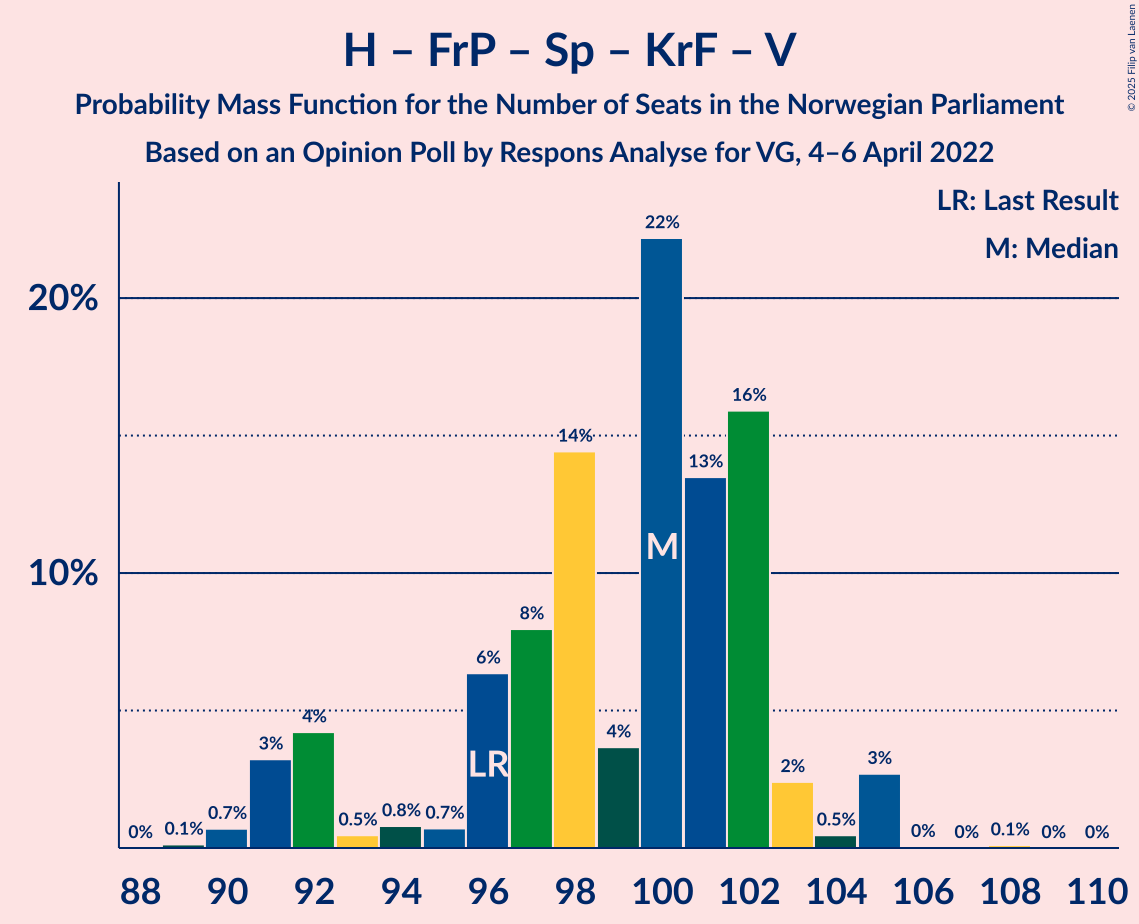 H – FrP – Sp – KrF – V
Probability Mass Function for the Number of Seats in the Norwegian Parliament
Based on an Opinion Poll by Respons Analyse for VG, 4–6 April 2022
© 2025 Filip van Laenen
LR: Last Result
M: Median
20%
10%
0%
0.1%
0.7%
3%
4%
0.5%
0.8%
0.7%
6%
8%
14%
4%
22%
13%
16%
2%
0.5%
3%
0%
0%
0.1%
0%
0%
LR
M
88 90 92 94 96 98 100 102 104 106 108 110